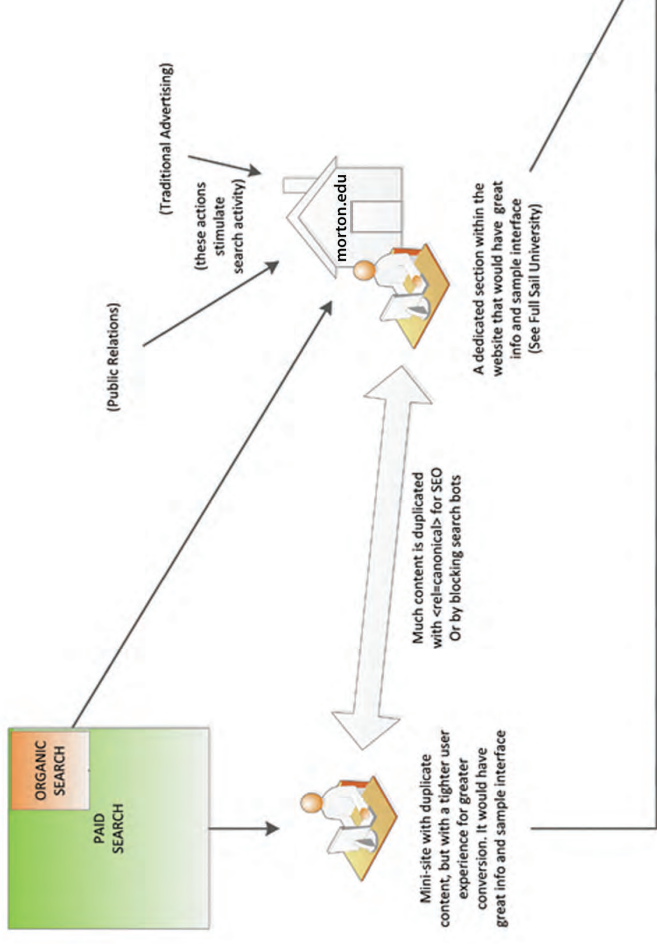 ORGANIC
SEARCH
PAID
SEARCH
(Public Relations)
(Traditional Advertising)
(these actions
stimulate
search activity)
morton.edu
Much content is duplicated
with <rel=canonical> for SEO
Or by blocking search bots
Mini-site with duplicate
content, but with a tighter user
experience for greater
conversion. It would have
great info and sample interface
A dedicated section within the
website that would have great
info and sample interface
(See Full Sail University)